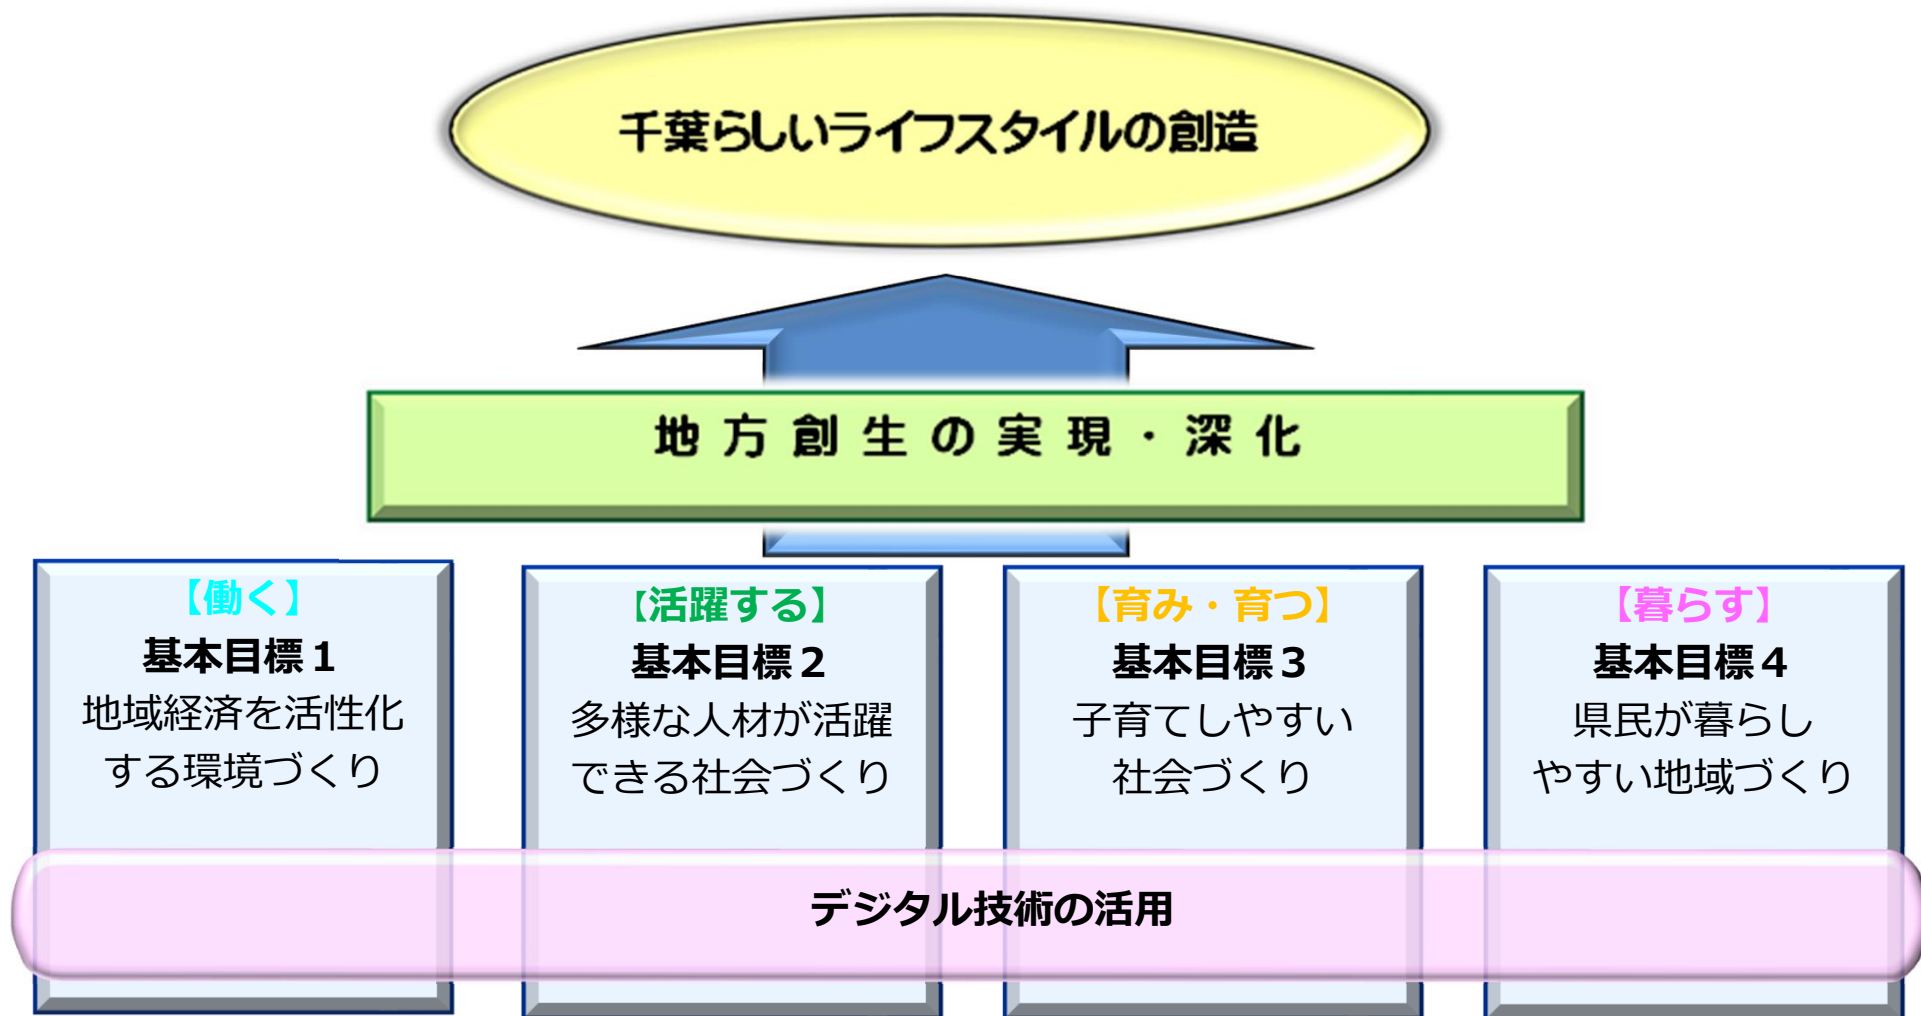 千葉らしいライフスタイルの創造
地方創生の実現・深化
【働く】
基本目標１
地域経済を活性化
する環境づくり
【活躍する】
基本目標２
多様な人材が活躍
できる社会づくり
【育み・育つ】
基本目標３
子育てしやすい
社会づくり
【暮らす】
基本目標４
県民が暮らし
やすい地域づくり
デジタル技術の活用